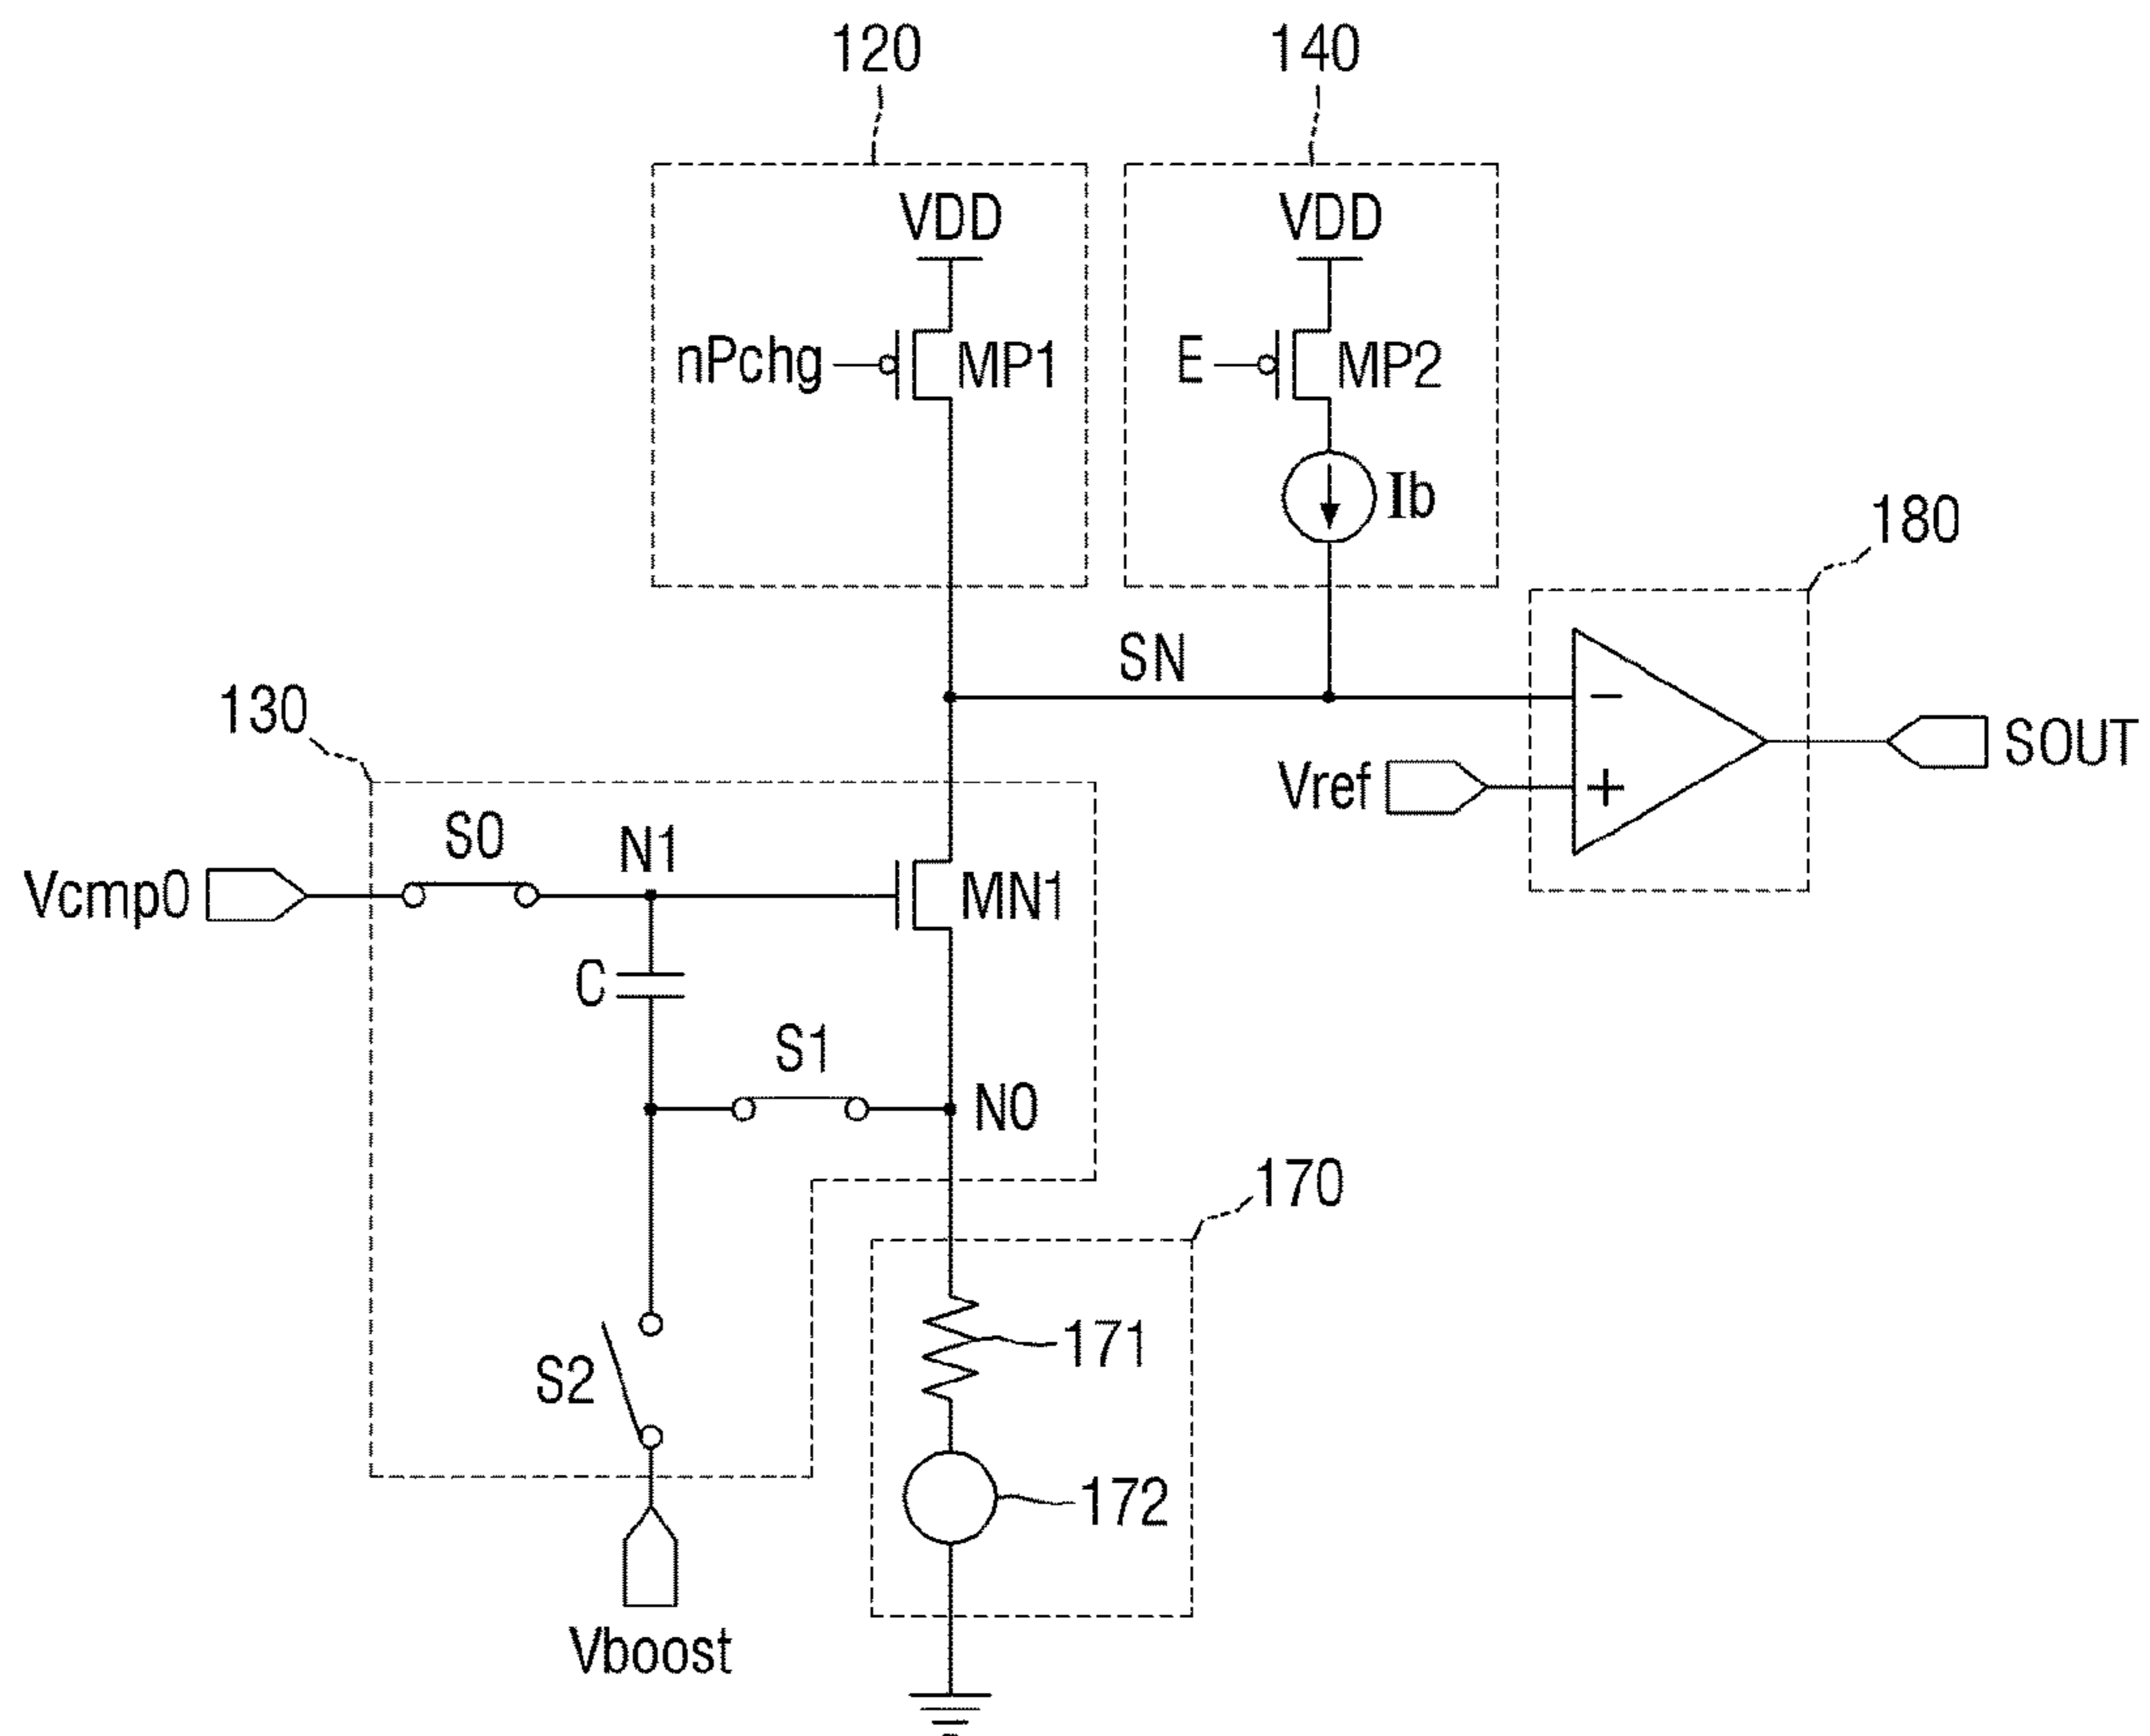 120
140
VDD
VDD
nPchg
MP1
E
MP2
Ib
180
SN
130
−
SOUT
Vref
+
S0
N1
Vcmp0
MN1
C
S1
N0
170
171
S2
172
Vboost